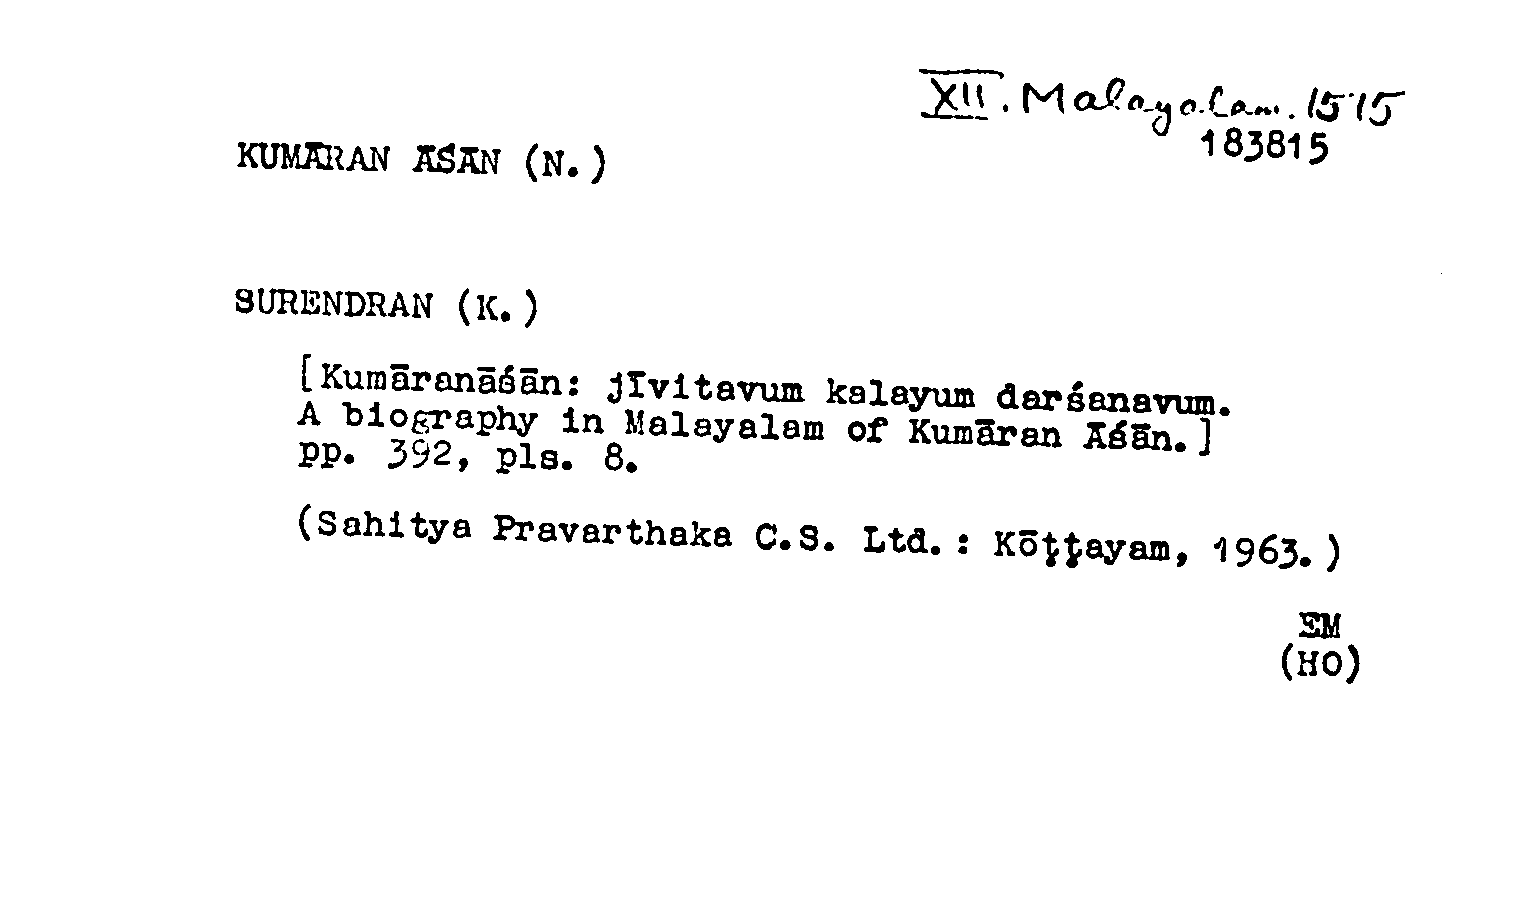 XII. Malayalam. 1515
183815
KUMĀRAN ĀŚĀN (N.)
SURENDRAN (K.)
[Kumāranāśān: jīvitavum kalayum darśanavum.
A biography in Malayalam of Kumāran Āśān.]
pp. 392, pls. 8.
(Sahitya Pravarthaka C.S. Ltd.: Kōṭṭayam, 1963.)
EM
(HO)